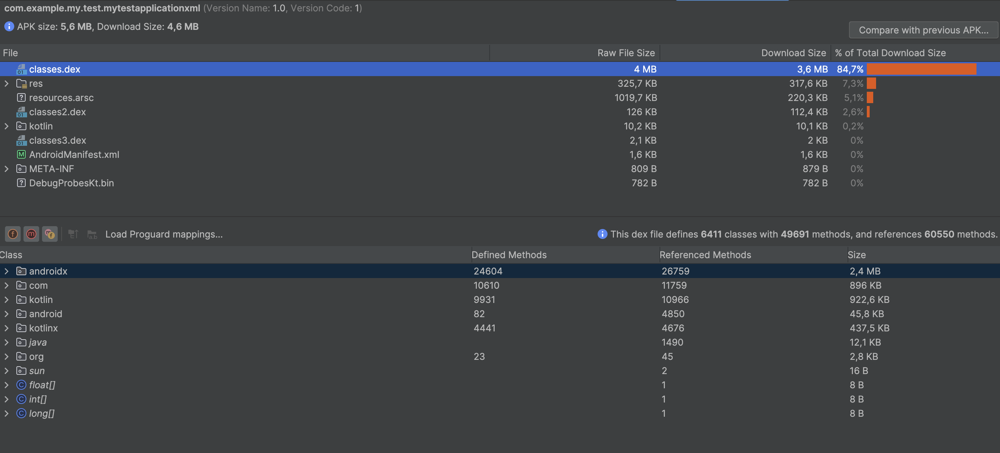 com.example.my.test.mytestapplicationxml (Version Name: 1.0, Version Code: 1)
APK size: 5,6 MB, Download Size: 4,6 MB
Compare with previous APK...
File Raw File Size Download Size % of Total Download Size
classes.dex 4 MB 3,6 MB 84,7%
res 325,7 KB 317,6 KB 7,3%
resources.arsc 1019,7 KB 220,3 KB 5,1%
classes2.dex 126 KB 112,4 KB 2,6%
kotlin 10,2 KB 10,1 KB 0,2%
classes3.dex 2,1 KB 2 KB 0%
AndroidManifest.xml 1,6 KB 1,6 KB 0%
META-INF 809 B 879 B 0%
DebugProbesKt.bin 782 B 782 B 0%
Load Proguard mappings... This dex file defines 6411 classes with 49691 methods, and references 60550 methods.
Class Defined Methods Referenced Methods Size
androidx 24604 26759 2,4 MB
com 10610 11759 896 KB
kotlin 9931 10966 922,6 KB
android 82 4850 45,8 KB
kotlinx 4441 4676 437,5 KB
java 1490 12,1 KB
org 23 45 2,8 KB
sun 2 16 B
float[] 1 8 B
int[] 1 8 B
long[] 1 8 B